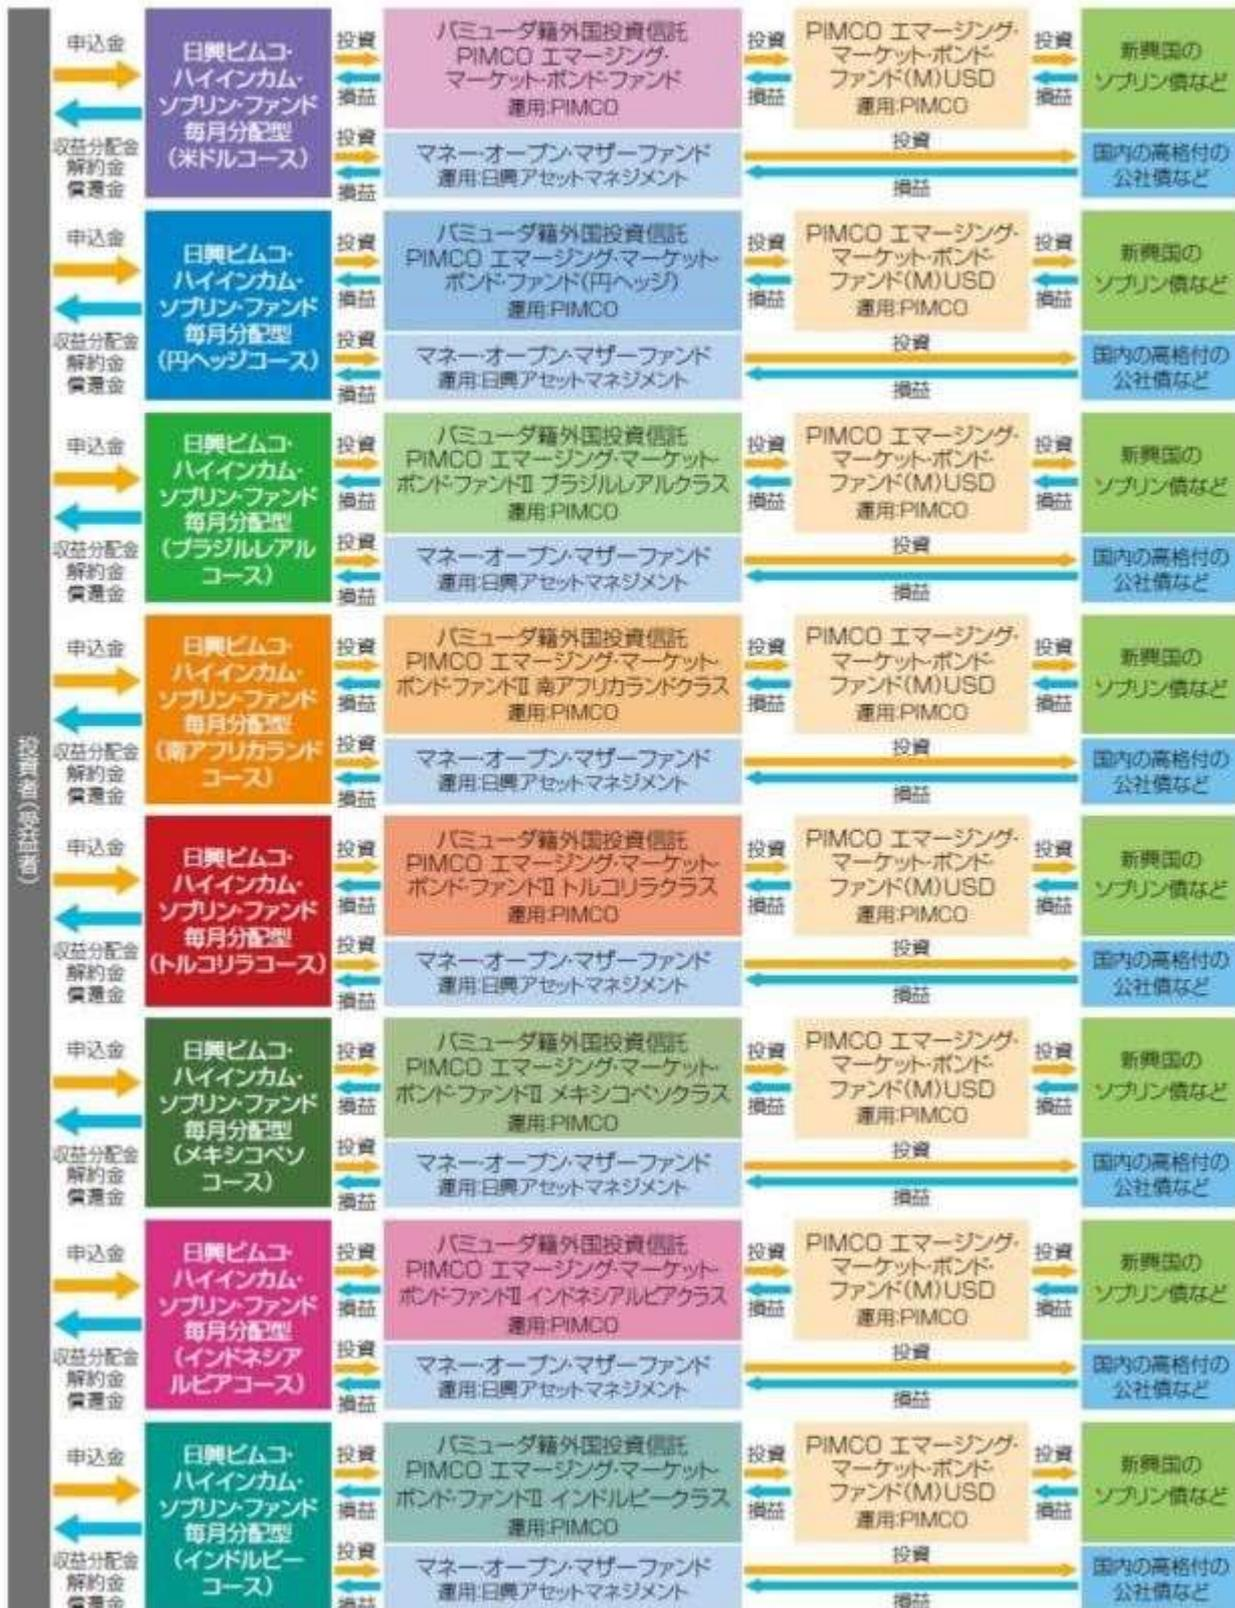 投資者(受益者)
申込金
収益分配金
解約金
償還金
日興ピムコ・
ハイインカム・
ソブリン・ファンド
毎月分配型
(米ドルコース)
投資
損益
投資
損益
バミューダ籍外国投資信託
PIMCO エマージング・
マーケット・ボンド・ファンド
運用:PIMCO
マネー・オープン・マザーファンド
運用:日興アセットマネジメント
投資
損益
PIMCO エマージング・
マーケット・ボンド・
ファンド(M)USD
運用:PIMCO
投資
損益
投資
損益
新興国の
ソブリン債など
国内の高格付の
公社債など
申込金
収益分配金
解約金
償還金
日興ピムコ・
ハイインカム・
ソブリン・ファンド
毎月分配型
(円ヘッジコース)
投資
損益
投資
損益
バミューダ籍外国投資信託
PIMCO エマージング・マーケット・
ボンド・ファンド(円ヘッジ)
運用:PIMCO
マネー・オープン・マザーファンド
運用:日興アセットマネジメント
投資
損益
PIMCO エマージング・
マーケット・ボンド・
ファンド(M)USD
運用:PIMCO
投資
損益
投資
損益
新興国の
ソブリン債など
国内の高格付の
公社債など
申込金
収益分配金
解約金
償還金
日興ピムコ・
ハイインカム・
ソブリン・ファンド
毎月分配型
(ブラジルレアル
コース)
投資
損益
投資
損益
バミューダ籍外国投資信託
PIMCO エマージング・マーケット・
ボンド・ファンドⅡ ブラジルレアルクラス
運用:PIMCO
マネー・オープン・マザーファンド
運用:日興アセットマネジメント
投資
損益
PIMCO エマージング・
マーケット・ボンド・
ファンド(M)USD
運用:PIMCO
投資
損益
投資
損益
新興国の
ソブリン債など
国内の高格付の
公社債など
申込金
収益分配金
解約金
償還金
日興ピムコ・
ハイインカム・
ソブリン・ファンド
毎月分配型
(南アフリカランド
コース)
投資
損益
投資
損益
バミューダ籍外国投資信託
PIMCO エマージング・マーケット・
ボンド・ファンドⅡ 南アフリカランドクラス
運用:PIMCO
マネー・オープン・マザーファンド
運用:日興アセットマネジメント
投資
損益
PIMCO エマージング・
マーケット・ボンド・
ファンド(M)USD
運用:PIMCO
投資
損益
投資
損益
新興国の
ソブリン債など
国内の高格付の
公社債など
申込金
収益分配金
解約金
償還金
日興ピムコ・
ハイインカム・
ソブリン・ファンド
毎月分配型
(トルコリラコース)
投資
損益
投資
損益
バミューダ籍外国投資信託
PIMCO エマージング・マーケット・
ボンド・ファンドⅡ トルコリラクラス
運用:PIMCO
マネー・オープン・マザーファンド
運用:日興アセットマネジメント
投資
損益
PIMCO エマージング・
マーケット・ボンド・
ファンド(M)USD
運用:PIMCO
投資
損益
投資
損益
新興国の
ソブリン債など
国内の高格付の
公社債など
申込金
収益分配金
解約金
償還金
日興ピムコ・
ハイインカム・
ソブリン・ファンド
毎月分配型
(メキシコペソ
コース)
投資
損益
投資
損益
バミューダ籍外国投資信託
PIMCO エマージング・マーケット・
ボンド・ファンドⅡ メキシコペソクラス
運用:PIMCO
マネー・オープン・マザーファンド
運用:日興アセットマネジメント
投資
損益
PIMCO エマージング・
マーケット・ボンド・
ファンド(M)USD
運用:PIMCO
投資
損益
投資
損益
新興国の
ソブリン債など
国内の高格付の
公社債など
申込金
収益分配金
解約金
償還金
日興ピムコ・
ハイインカム・
ソブリン・ファンド
毎月分配型
(インドネシア
ルピアコース)
投資
損益
投資
損益
バミューダ籍外国投資信託
PIMCO エマージング・マーケット・
ボンド・ファンドⅡ インドネシアルピアクラス
運用:PIMCO
マネー・オープン・マザーファンド
運用:日興アセットマネジメント
投資
損益
PIMCO エマージング・
マーケット・ボンド・
ファンド(M)USD
運用:PIMCO
投資
損益
投資
損益
新興国の
ソブリン債など
国内の高格付の
公社債など
申込金
収益分配金
解約金
償還金
日興ピムコ・
ハイインカム・
ソブリン・ファンド
毎月分配型
(インドルピー
コース)
投資
損益
投資
損益
バミューダ籍外国投資信託
PIMCO エマージング・マーケット・
ボンド・ファンドⅡ インドルピークラス
運用:PIMCO
マネー・オープン・マザーファンド
運用:日興アセットマネジメント
投資
損益
PIMCO エマージング・
マーケット・ボンド・
ファンド(M)USD
運用:PIMCO
投資
損益
投資
損益
新興国の
ソブリン債など
国内の高格付の
公社債など